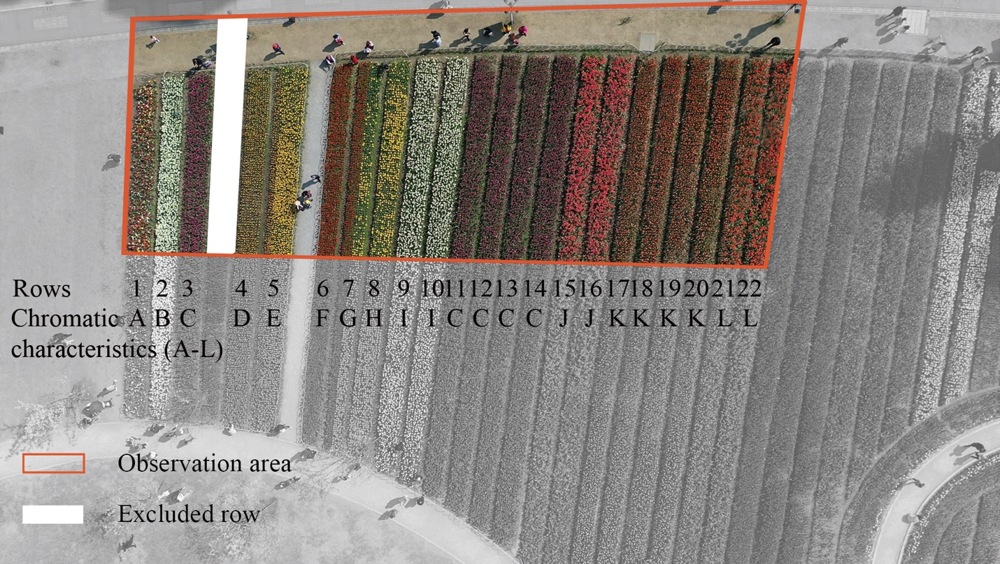 Rows 1 2 3 4 5 6 7 8 9 10 11 12 13 14 15 16 17 18 19 20 21 22
Chromatic A B C D E F G H I I C C C C J J K K K K L L
characteristics (A-L)
Observation area
Excluded row